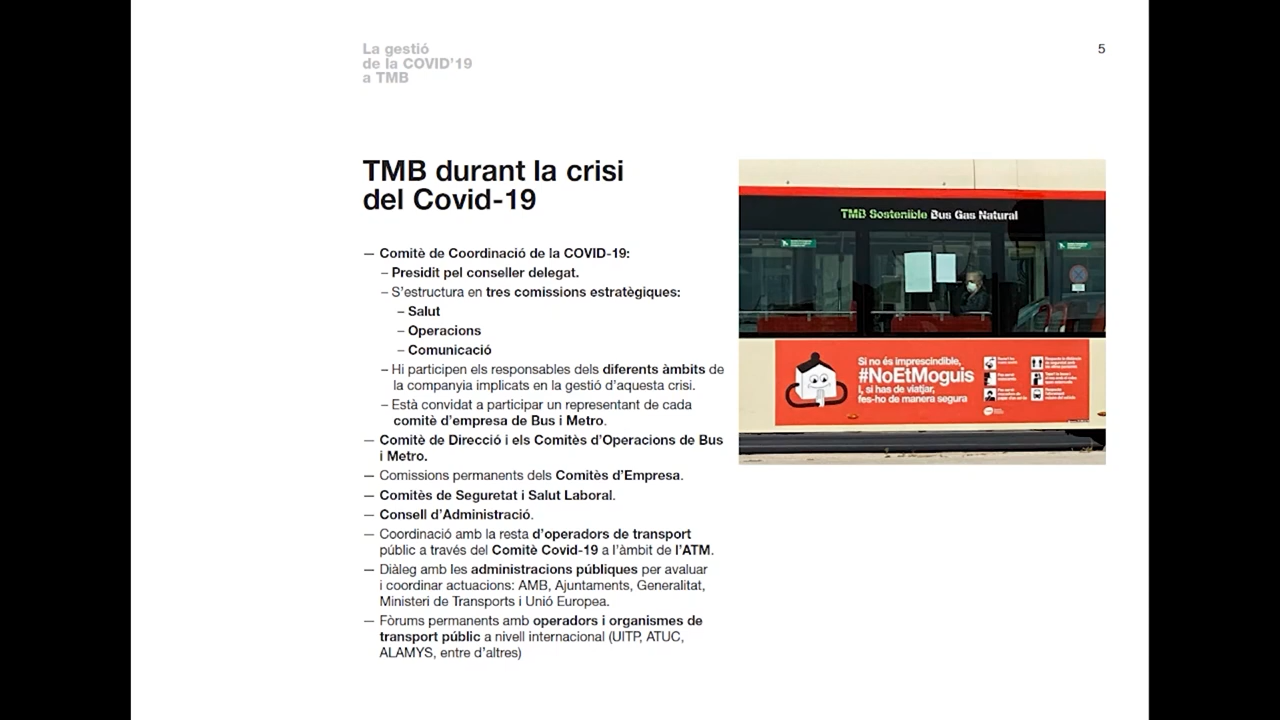 La gestió
de la COVID'19
a TMB
5
TMB durant la crisi
del Covid-19
— Comitè de Coordinació de la COVID-19:
– Presidit pel conseller delegat.
– S'estructura en tres comissions estratègiques:
– Salut
– Operacions
– Comunicació
– Hi participen els responsables dels diferents àmbits de
la companyia implicats en la gestió d'aquesta crisi.
– Està convidat a participar un representant de cada
comitè d'empresa de Bus i Metro.
— Comitè de Direcció i els Comitès d'Operacions de Bus
i Metro.
— Comissions permanents dels Comitès d'Empresa.
— Comitès de Seguretat i Salut Laboral.
— Consell d'Administració.
— Coordinació amb la resta d'operadors de transport
públic a través del Comitè Covid-19 a l'àmbit de l'ATM.
— Diàleg amb les administracions públiques per avaluar
i coordinar actuacions: AMB, Ajuntaments, Generalitat,
Ministeri de Transports i Unió Europea.
— Fòrums permanents amb operadors i organismes de
transport públic a nivell internacional (UITP, ATUC,
ALAMYS, entre d'altres)
TMB Sostenible Bus Gas Natural
Si no és imprescindible,
#NoEtMoguis
I, si has de viatjar,
fes-ho de manera segura